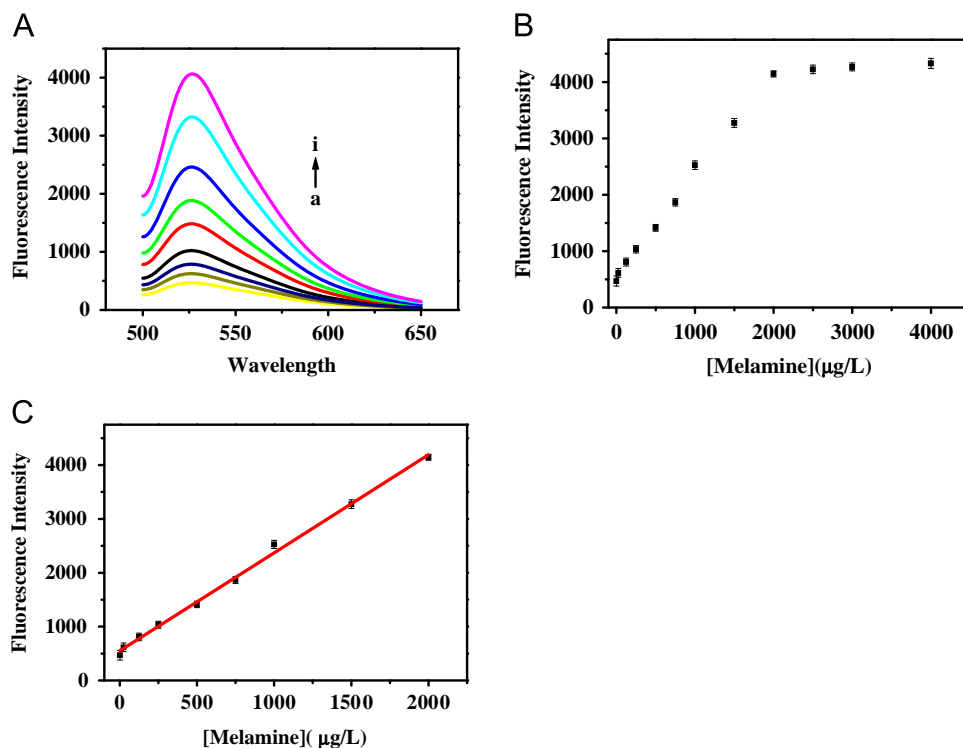 A
Fluorescence Intensity
4000
3000
2000
1000
0
i
a
500 550 600 650
Wavelength
B
Fluorescence Intensity
4000
3000
2000
1000
0
0 1000 2000 3000 4000
[Melamine](μg/L)
C
Fluorescence Intensity
4000
3000
2000
1000
0
0 500 1000 1500 2000
[Melamine]( μg/L)